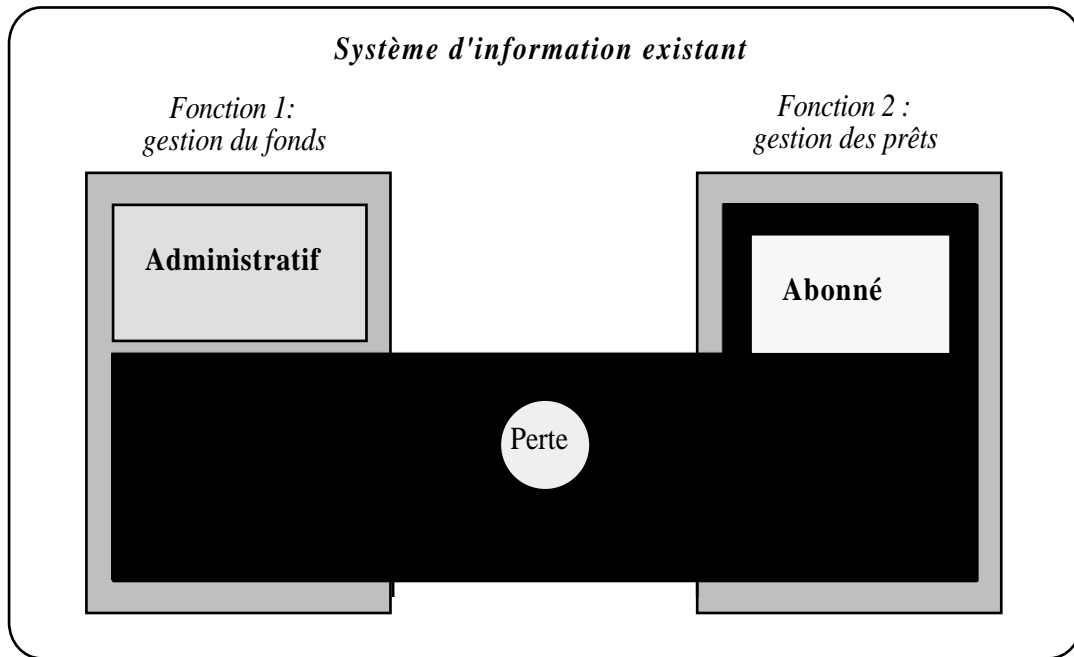 Système d'information existant
Fonction 1:
gestion du fonds
Fonction 2 :
gestion des prêts
Administratif
Abonné
Perte